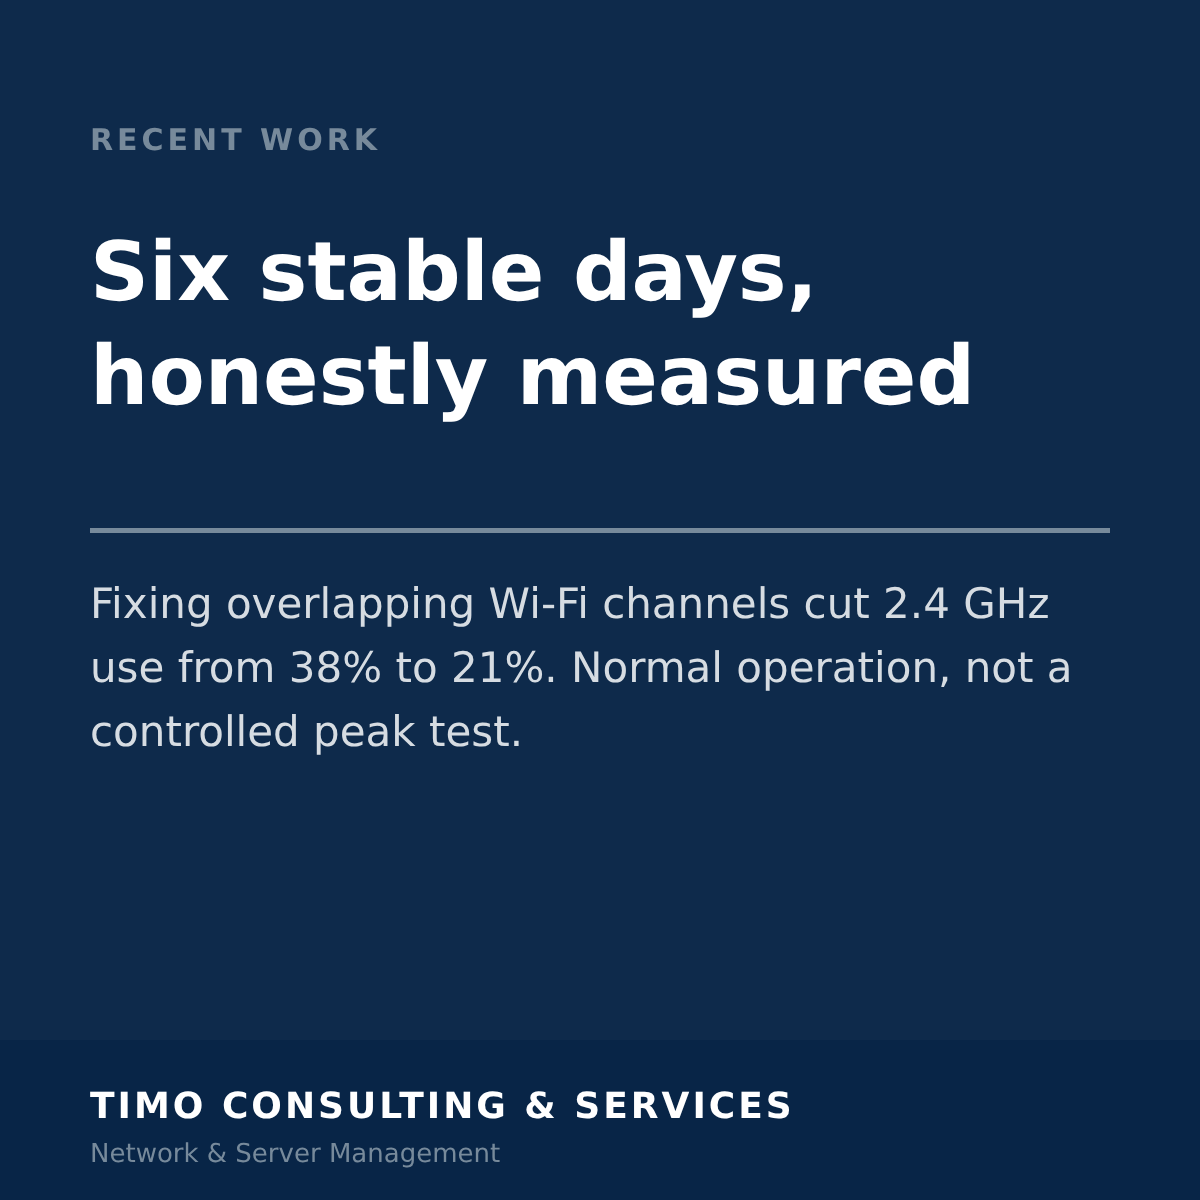 RECENT WORK
Six stable days,
honestly measured
Fixing overlapping Wi-Fi channels cut 2.4 GHz
use from 38% to 21%. Normal operation, not a
controlled peak test.
TIMO CONSULTING & SERVICES
Network & Server Management